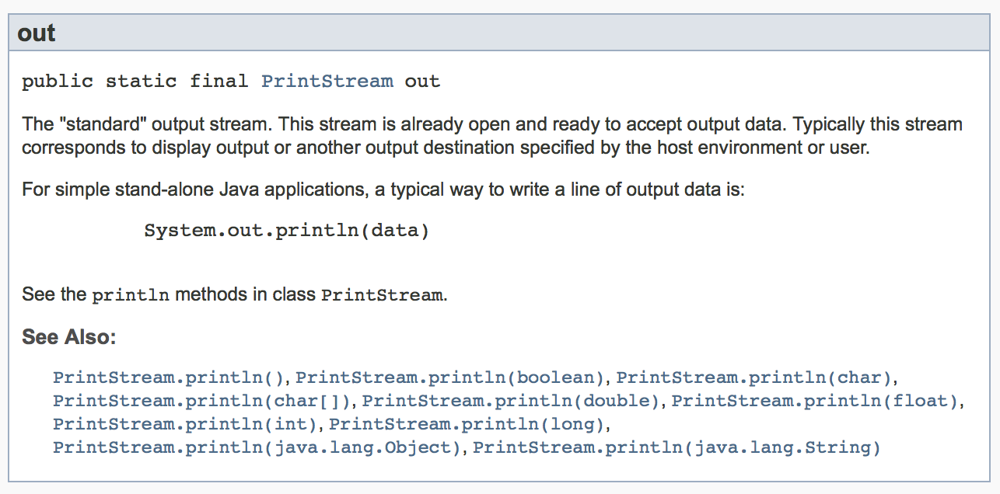 out
public static final PrintStream out
The "standard" output stream. This stream is already open and ready to accept output data. Typically this stream
corresponds to display output or another output destination specified by the host environment or user.
For simple stand-alone Java applications, a typical way to write a line of output data is:
System.out.println(data)
See the println methods in class PrintStream.
See Also:
PrintStream.println(), PrintStream.println(boolean), PrintStream.println(char),
PrintStream.println(char[]), PrintStream.println(double), PrintStream.println(float),
PrintStream.println(int), PrintStream.println(long),
PrintStream.println(java.lang.Object), PrintStream.println(java.lang.String)